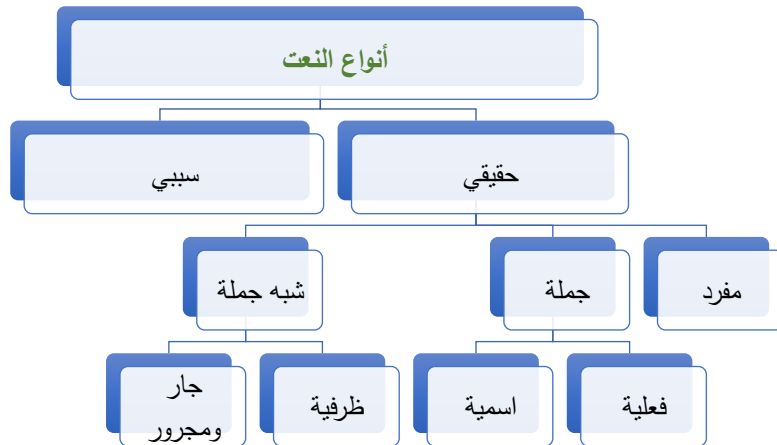 أنواع النعت
حقيقي
سببي
مفرد
جملة
شبه جملة
فعلية
اسمية
ظرفية
جار
ومجرور